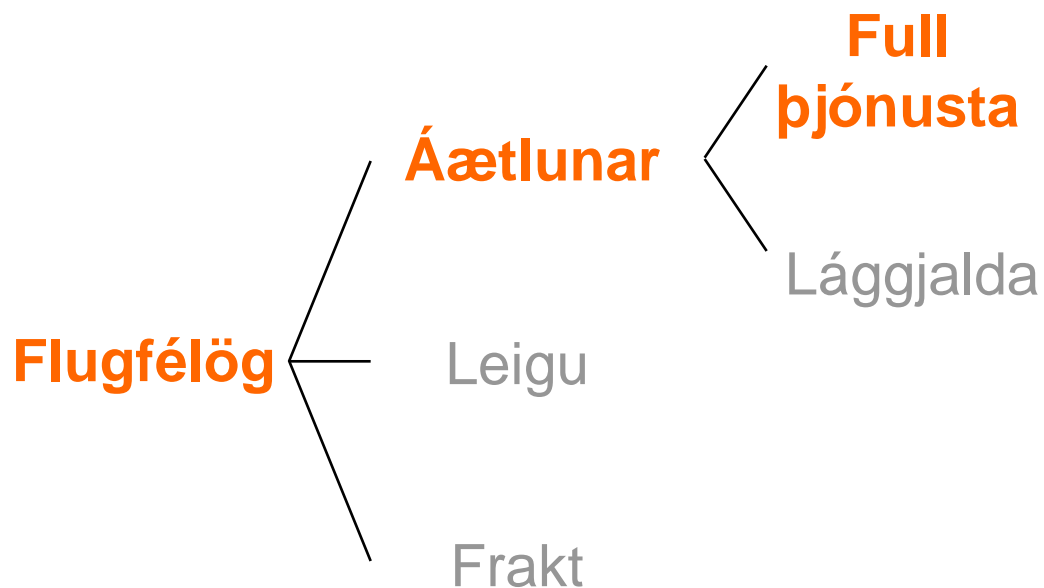 Full
þjónusta
Áætlunar
Lággjalda
Flugfélög
Leigu
Frakt